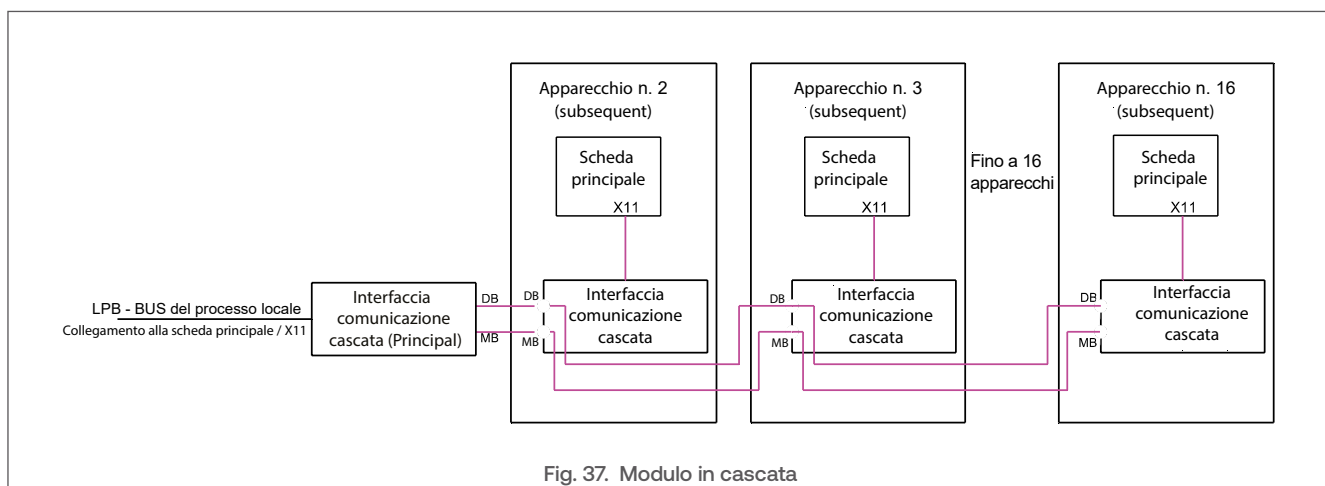 Apparecchio n. 2
(subsequent)
Scheda
principale
X11
Apparecchio n. 3
(subsequent)
Scheda
principale
X11
Fino a 16
apparecchi
Apparecchio n. 16
(subsequent)
Scheda
principale
X11
LPB - BUS del processo locale
Collegamento alla scheda principale / X11
Interfaccia
comunicazione
cascata (Principal)
DB
MB
DB
MB
Interfaccia
comunicazione
cascata
DB
MB
Interfaccia
comunicazione
cascata
DB
MB
Interfaccia
comunicazione
cascata
Fig. 37. Modulo in cascata